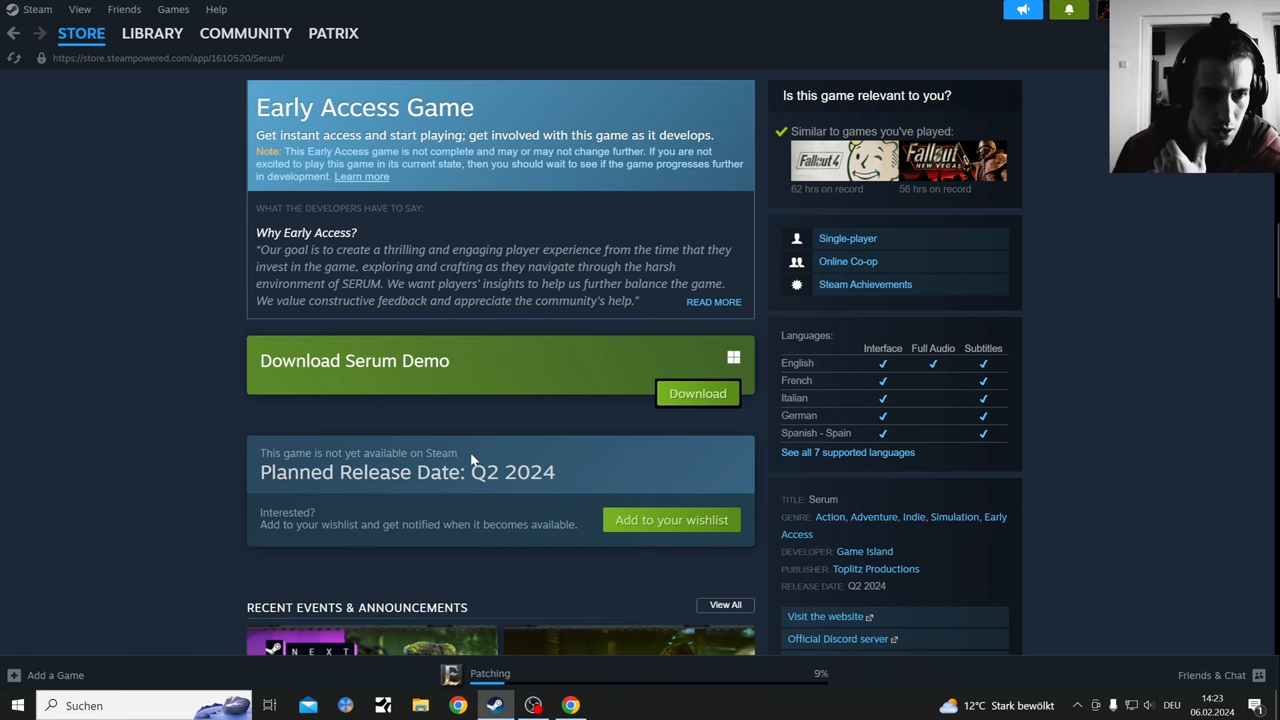 Steam View Friends Games Help
STORE LIBRARY COMMUNITY PATRIX
https://store.steampowered.com/app/1610520/Serum/
Early Access Game
Get instant access and start playing; get involved with this game as it develops.
Note: This Early Access game is not complete and may or may not change further. If you are not
excited to play this game in its current state, then you should wait to see if the game progresses further
in development. Learn more
WHAT THE DEVELOPERS HAVE TO SAY:
Why Early Access?
“Our goal is to create a thrilling and engaging player experience from the time that they
invest in the game, exploring and crafting as they navigate through the harsh
environment of SERUM. We want players' insights to help us further balance the game.
We value constructive feedback and appreciate the community's help.”
READ MORE
Download Serum Demo
Download
This game is not yet available on Steam
Planned Release Date: Q2 2024
Interested?
Add to your wishlist and get notified when it becomes available.
Add to your wishlist
RECENT EVENTS & ANNOUNCEMENTS
View All
NEXT
Is this game relevant to you?
Similar to games you've played:
Fallout 4
Fallout NEW VEGAS
62 hrs on record 56 hrs on record
Single-player
Online Co-op
Steam Achievements
Languages:
Interface Full Audio Subtitles
English ✔ ✔ ✔
French ✔ ✔
Italian ✔ ✔
German ✔ ✔
Spanish - Spain ✔ ✔
See all 7 supported languages
TITLE: Serum
GENRE: Action, Adventure, Indie, Simulation, Early
Access
DEVELOPER: Game Island
PUBLISHER: Toplitz Productions
RELEASE DATE: Q2 2024
Visit the website
Official Discord server
Add a Game
Patching 9%
Friends & Chat
Suchen
12°C Stark bewölkt
DEU
14:23
06.02.2024
1